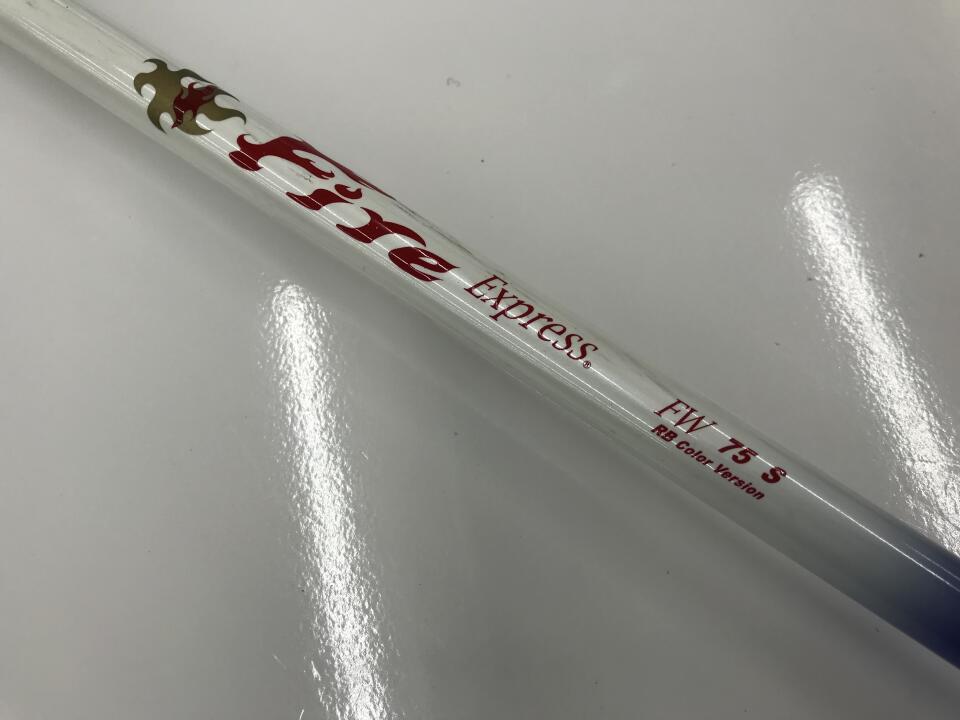 Fire Express®
FW 75 S
RB Color Version